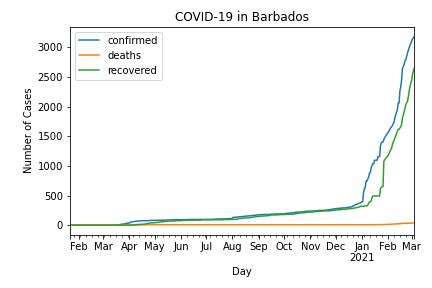 COVID-19 in Barbados
confirmed
deaths
recovered
Number of Cases
3000
2500
2000
1500
1000
500
0
Feb Mar Apr May Jun Jul Aug Sep Oct Nov Dec Jan Feb Mar
2021
Day